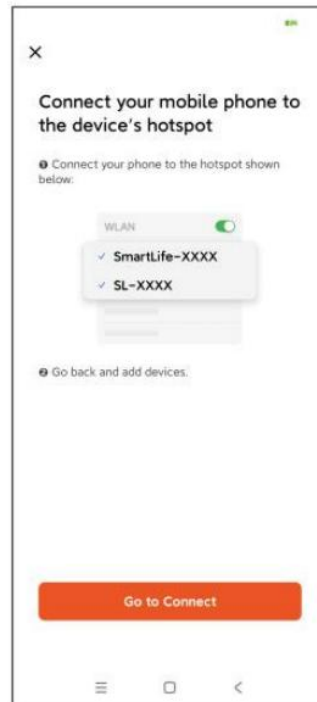 Connect your mobile phone to
the device's hotspot
❶ Connect your phone to the hotspot shown
below:
WLAN
SmartLife-XXXX
SL-XXXX
❷ Go back and add devices.
Go to Connect